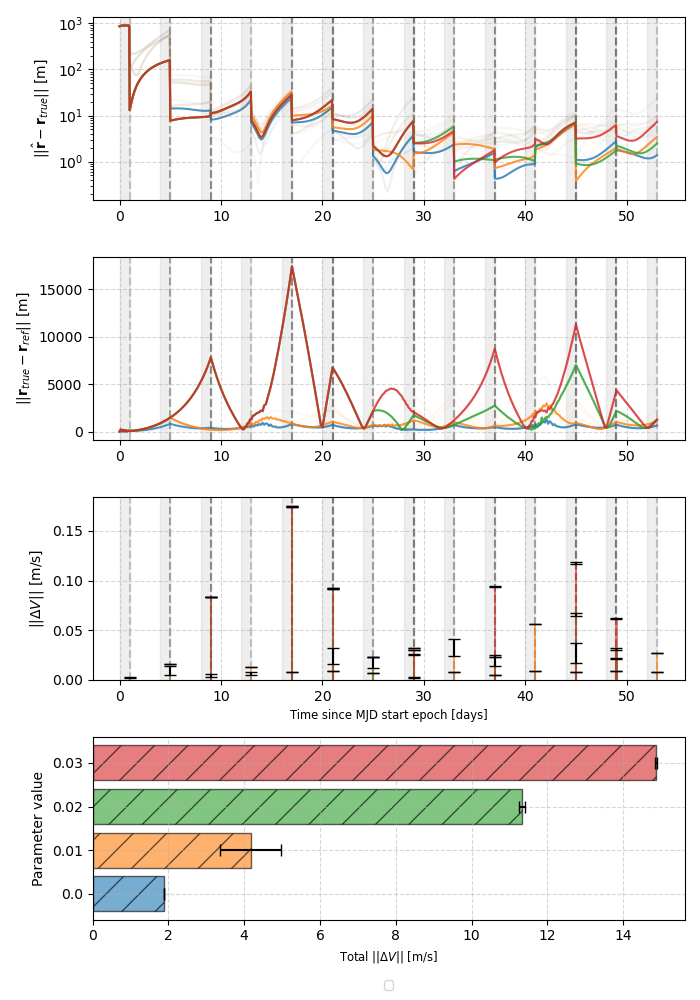 10³
10²
10¹
10⁰
||r̂ − r_true|| [m]
0 10 20 30 40 50
15000
10000
5000
0
||r_true − r_ref|| [m]
0 10 20 30 40 50
0.15
0.10
0.05
0.00
||ΔV|| [m/s]
0 10 20 30 40 50
Time since MJD start epoch [days]
0.03
0.02
0.01
0.0
Parameter value
0 2 4 6 8 10 12 14
Total ||ΔV|| [m/s]